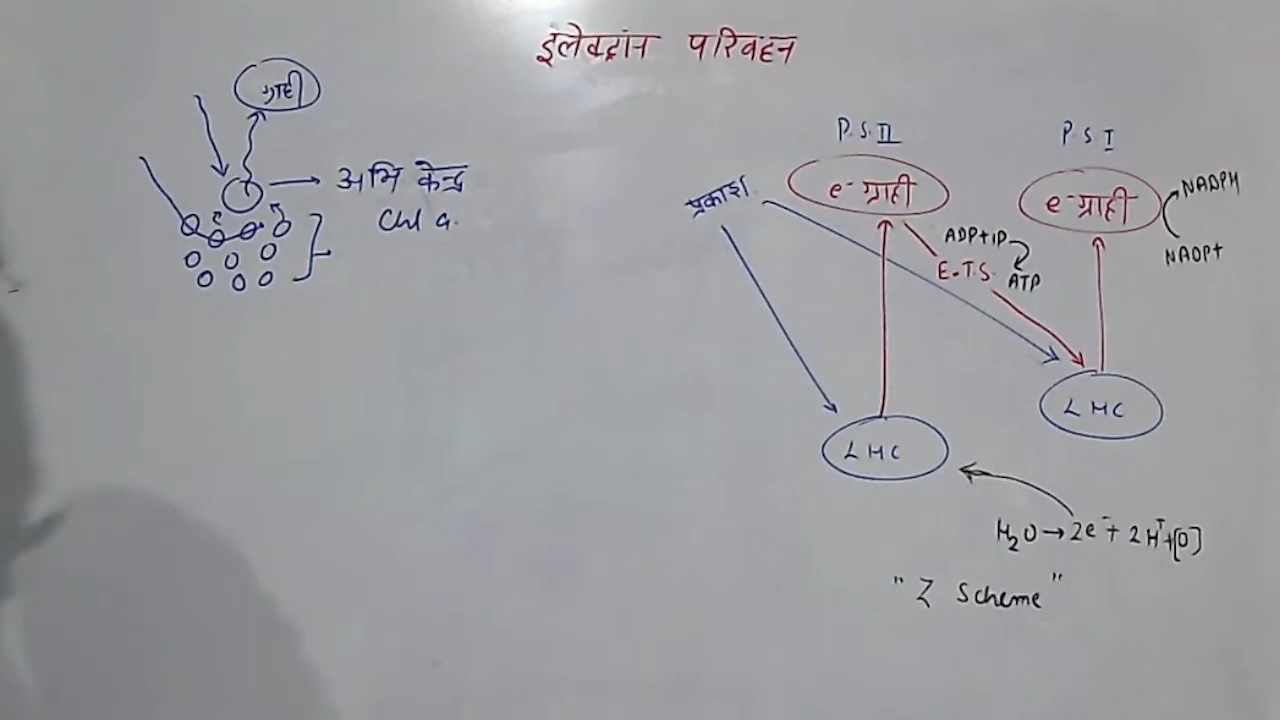 इलेक्ट्रॉन परिवहन
ग्राही
अभि केन्द्र
Chl a.
P.S.II
P S I
प्रकाश
e- ग्राही
e- ग्राही
NADPH
NADP+
ADP+iP
E.T.S.
ATP
LHC
LHC
H₂O → 2e⁻ + 2H⁺ + [O]
" Z Scheme "